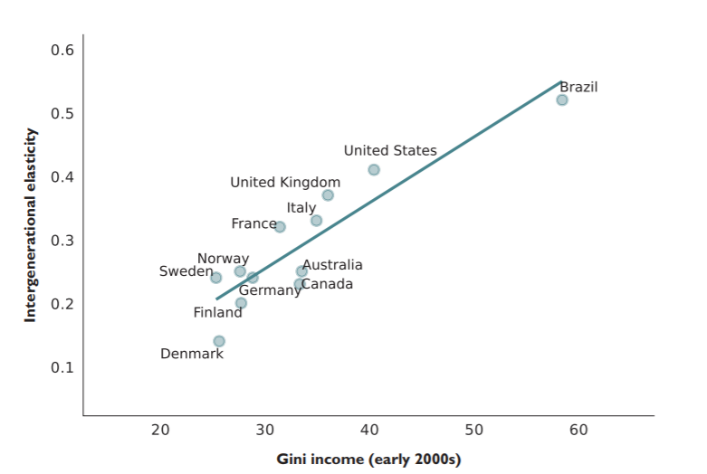 0.6
0.5
0.4
0.3
0.2
0.1
Intergenerational elasticity
Brazil
United States
United Kingdom
Italy
France
Norway
Sweden
Australia
Germany
Canada
Finland
Denmark
20 30 40 50 60
Gini income (early 2000s)